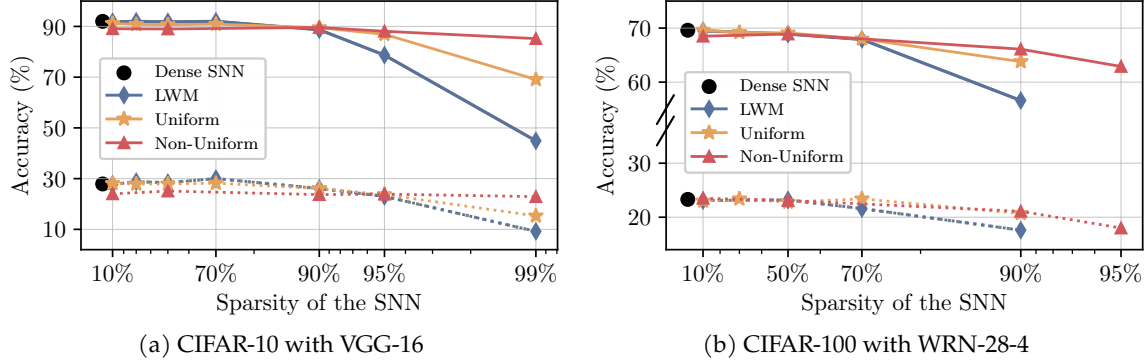 90
70
50
30
10
Accuracy (%)
Dense SNN
LWM
Uniform
Non-Uniform
10%
70%
90%
95%
99%
Sparsity of the SNN
(a) CIFAR-10 with VGG-16
70
60
30
20
Accuracy (%)
Dense SNN
LWM
Uniform
Non-Uniform
10%
50%
70%
90%
95%
Sparsity of the SNN
(b) CIFAR-100 with WRN-28-4